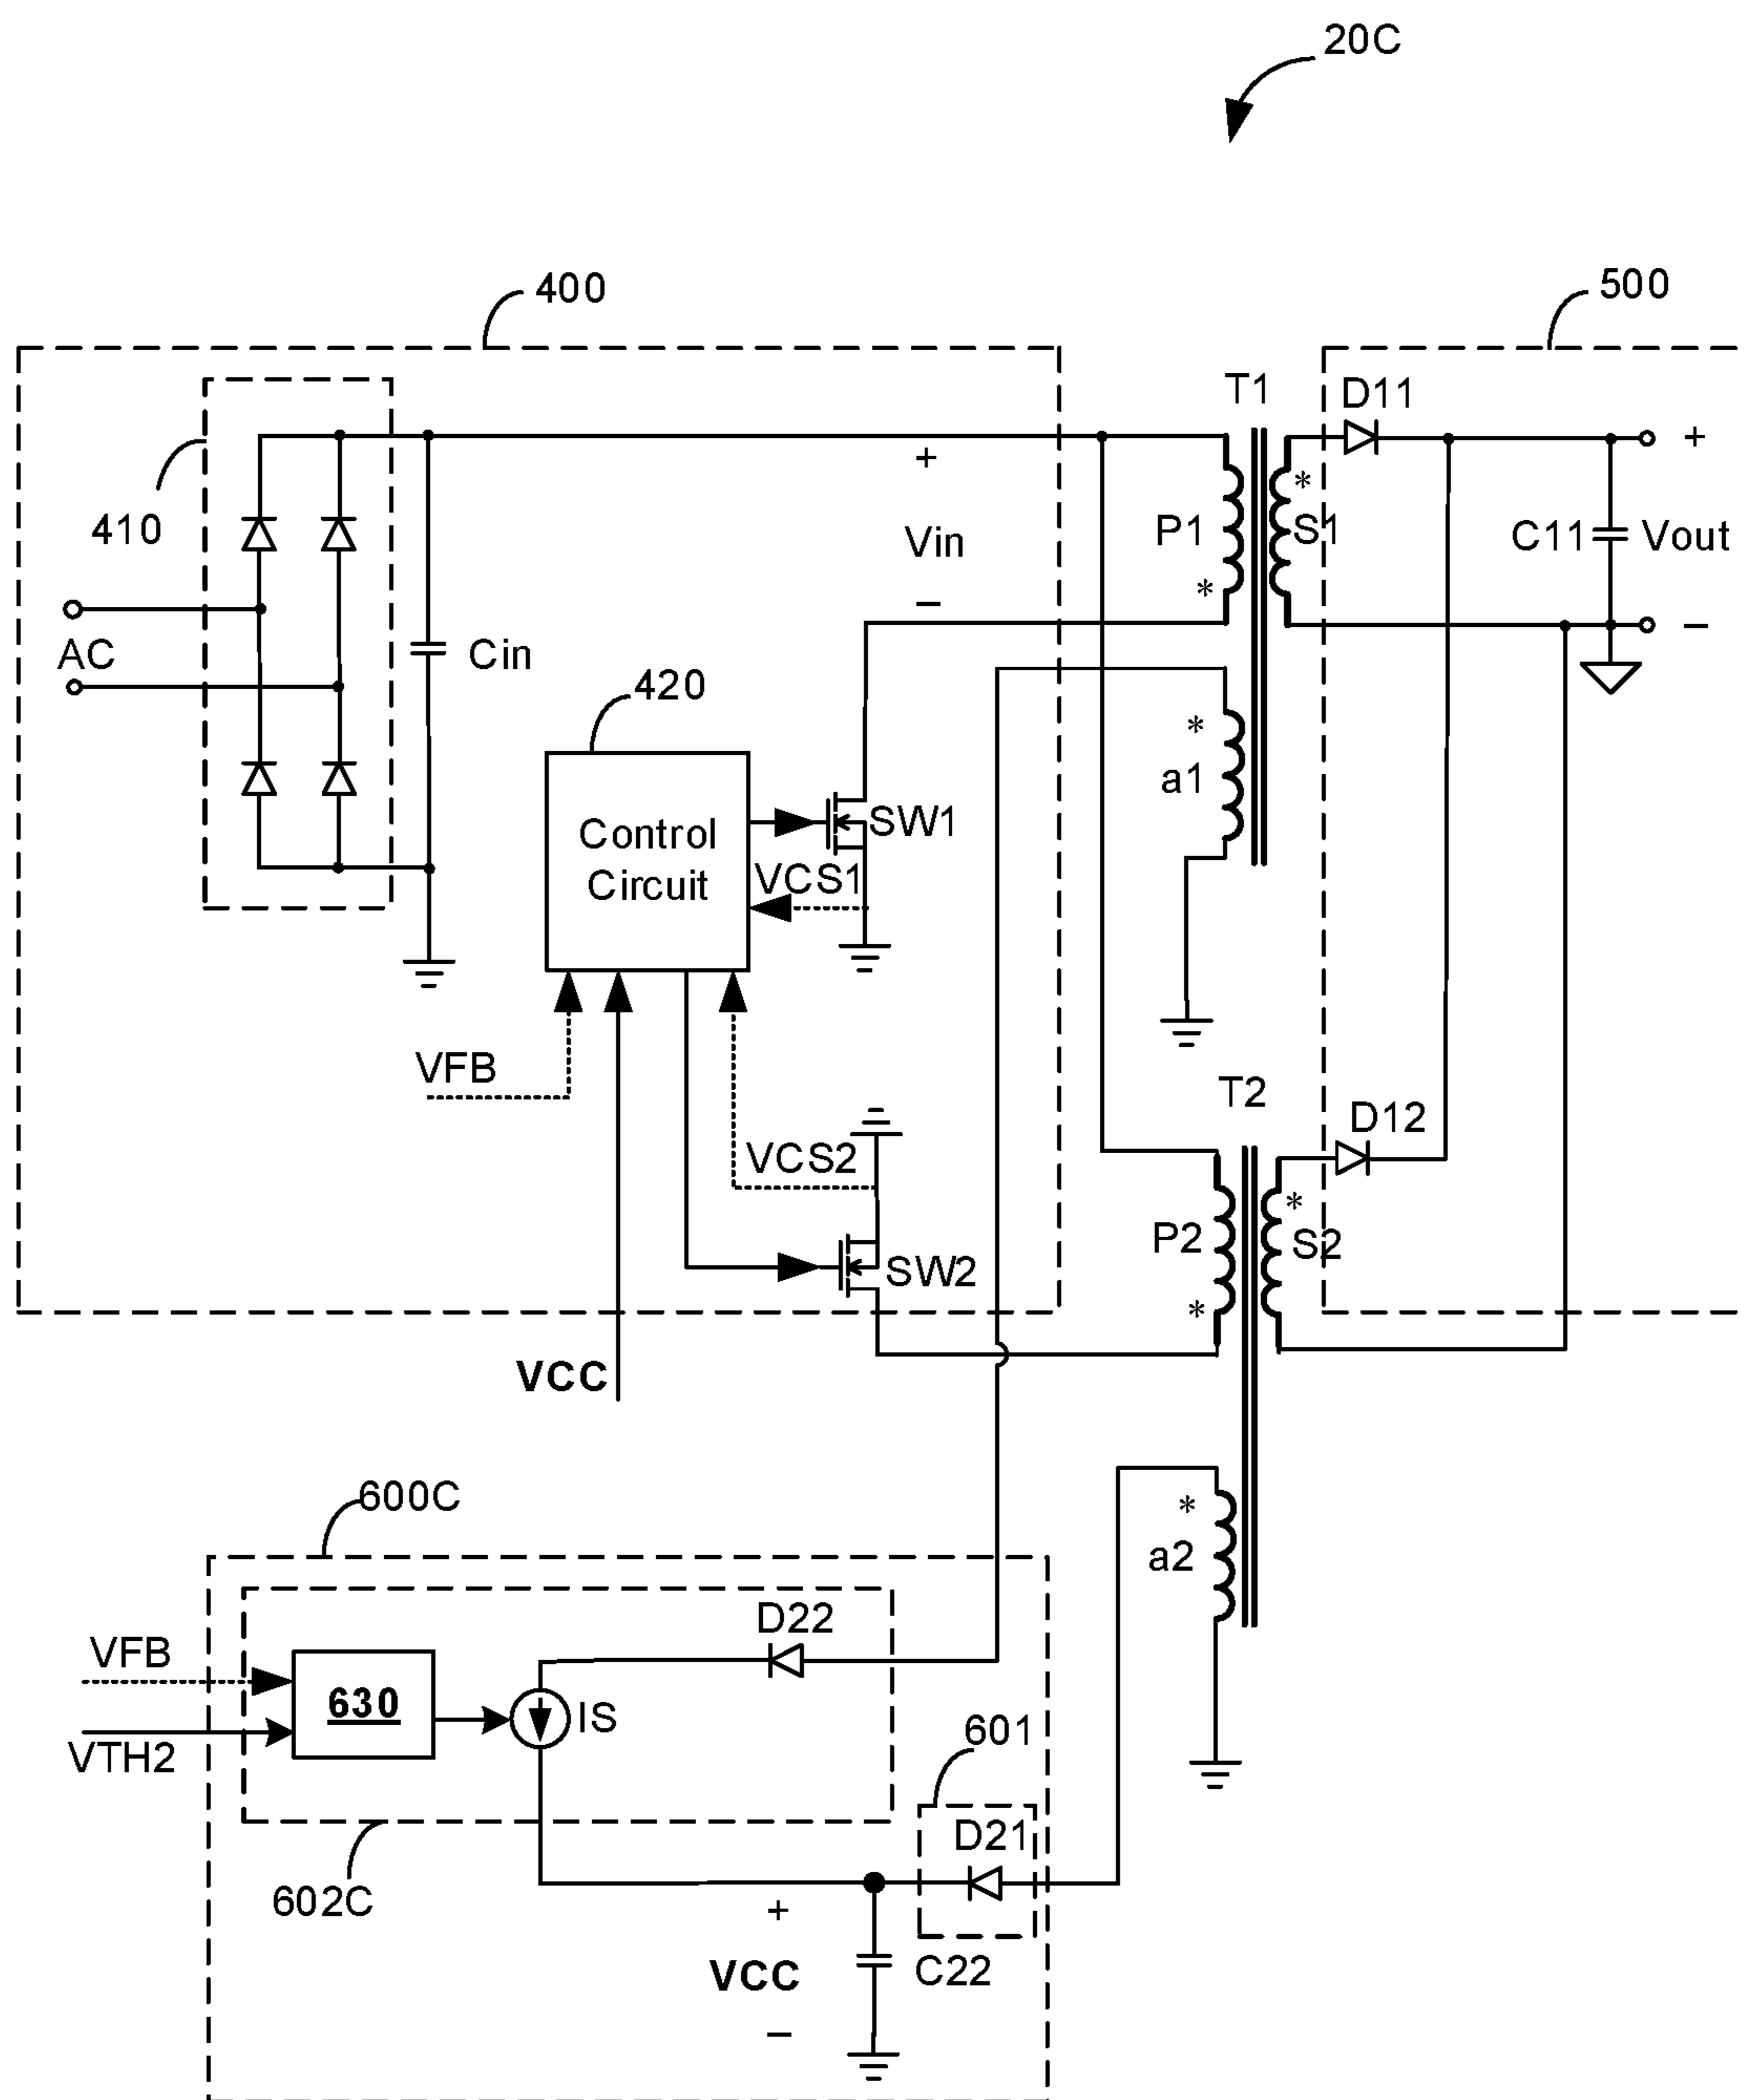 20C
400
500
T1
D11
+
+
410
P1
*
*
S1
Vin
C11
Vout
−
−
AC
Cin
420
*
a1
Control
Circuit
SW1
VCS1
VFB
T2
D12
VCS2
P2
*
*
S2
SW2
VCC
600C
*
a2
D22
VFB
630
IS
VTH2
601
D21
602C
+
VCC
C22
−